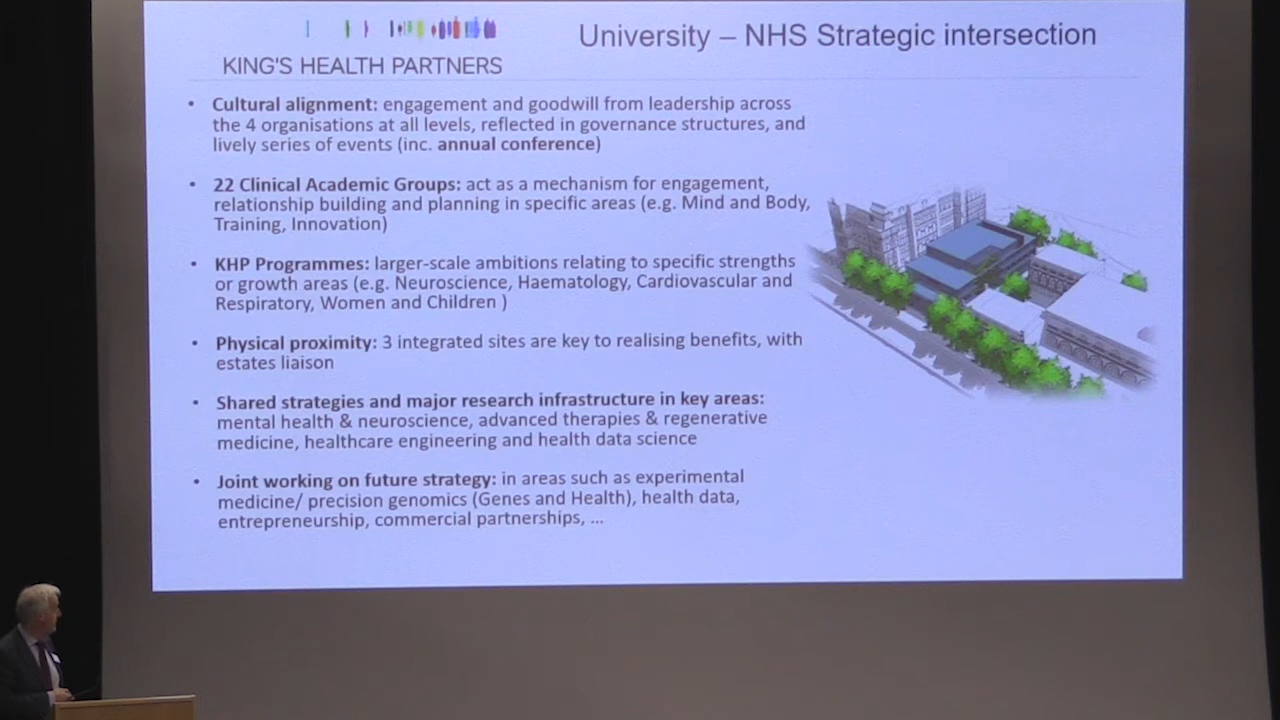 University – NHS Strategic intersection
KING'S HEALTH PARTNERS
• Cultural alignment: engagement and goodwill from leadership across
the 4 organisations at all levels, reflected in governance structures, and
lively series of events (inc. annual conference)
• 22 Clinical Academic Groups: act as a mechanism for engagement,
relationship building and planning in specific areas (e.g. Mind and Body,
Training, Innovation)
• KHP Programmes: larger-scale ambitions relating to specific strengths
or growth areas (e.g. Neuroscience, Haematology, Cardiovascular and
Respiratory, Women and Children )
• Physical proximity: 3 integrated sites are key to realising benefits, with
estates liaison
• Shared strategies and major research infrastructure in key areas:
mental health & neuroscience, advanced therapies & regenerative
medicine, healthcare engineering and health data science
• Joint working on future strategy: in areas such as experimental
medicine/ precision genomics (Genes and Health), health data,
entrepreneurship, commercial partnerships, ...